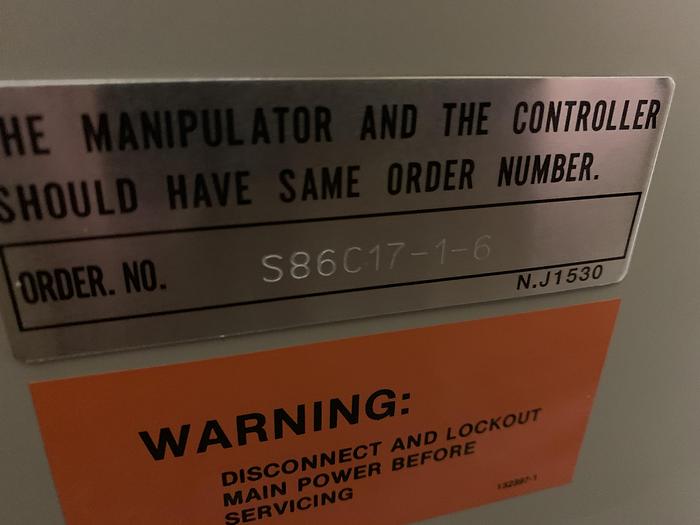 HE MANIPULATOR AND THE CONTROLLER
SHOULD HAVE SAME ORDER NUMBER.
ORDER. NO. S86C17-1-6
N.J1530
WARNING:
DISCONNECT AND LOCKOUT
MAIN POWER BEFORE
SERVICING